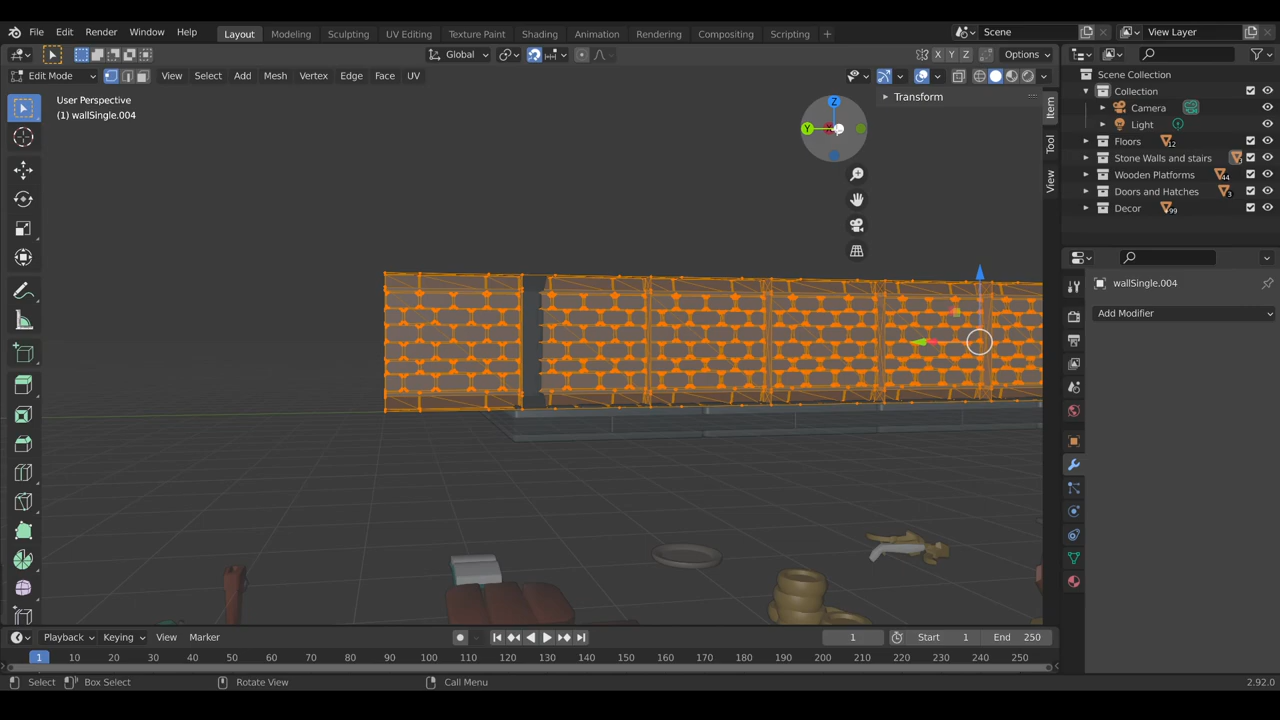 File Edit Render Window Help Layout Modeling Sculpting UV Editing Texture Paint Shading Animation Rendering Compositing Scripting + Scene View Layer
Global X Y Z Options
Edit Mode View Select Add Mesh Vertex Edge Face UV
User Perspective
(1) wallSingle.004
Z
Y
Transform
Item
Tool
View
Scene Collection
Collection
Camera
Light
Floors 12
Stone Walls and stairs
Wooden Platforms 44
Doors and Hatches 3
Decor 99
wallSingle.004
Add Modifier
Playback Keying View Marker 1 Start 1 End 250
1 10 20 30 40 50 60 70 80 90 100 110 120 130 140 150 160 170 180 190 200 210 220 230 240 250
Select Box Select Rotate View Call Menu 2.92.0